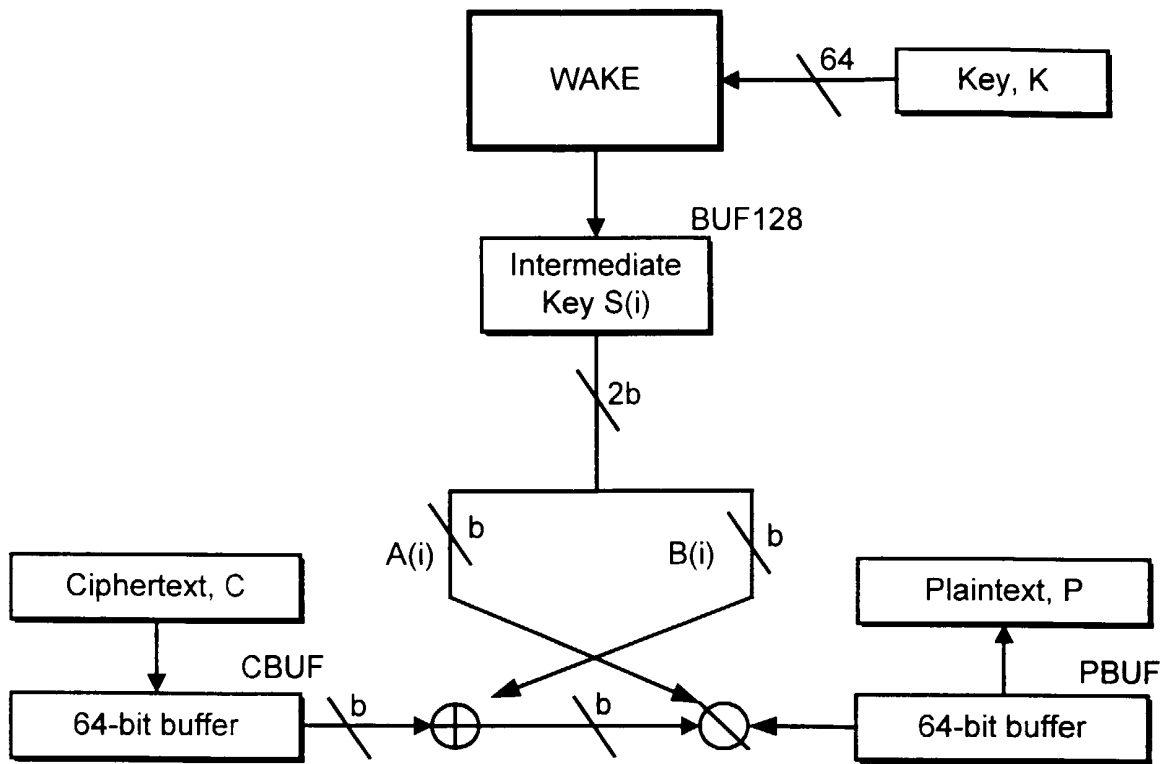 WAKE
64
Key, K
BUF128
Intermediate
Key S(i)
2b
A(i)
b
B(i)
b
Ciphertext, C
Plaintext, P
CBUF
PBUF
64-bit buffer
b
b
64-bit buffer